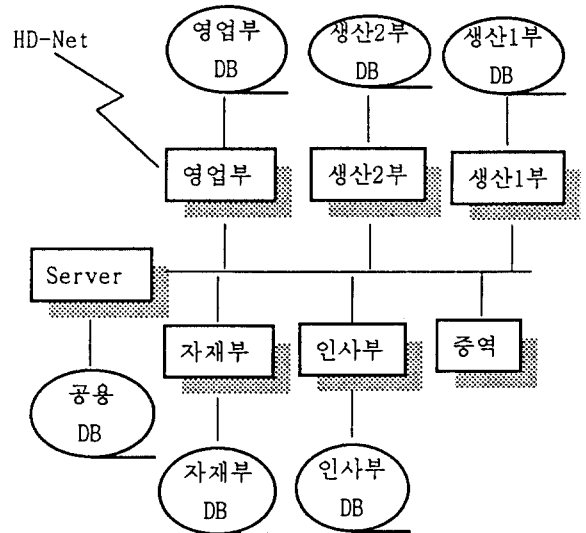 HD-Net
영업부
DB
생산2부
DB
생산1부
DB
영업부
생산2부
생산1부
Server
자재부
인사부
중역
공용
DB
자재부
DB
인사부
DB